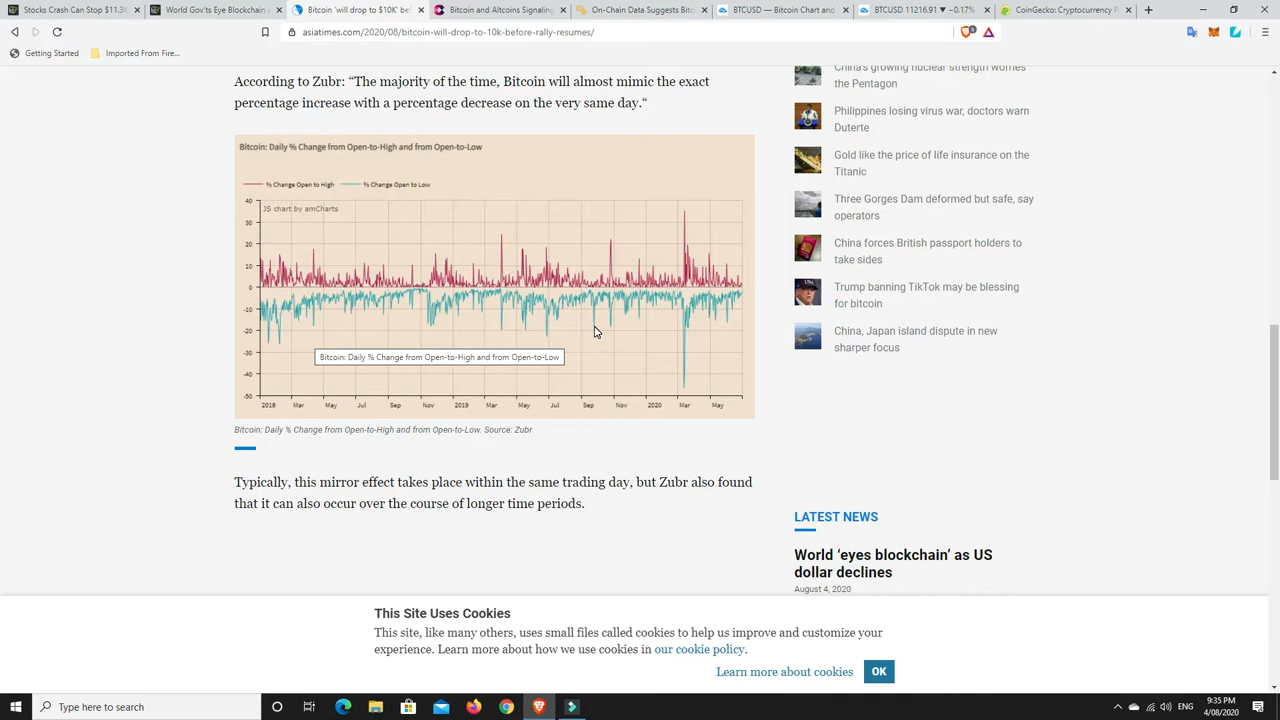 Stocks Crash Can Stop $11.3K
World Gov'ts Eye Blockchain
Bitcoin 'will drop to $10K' bef
Bitcoin and Altcoins Signaling
On-Chain Data Suggests Bitc
BTCUSD — Bitcoin Chart and
BTCUSD 11216.91 ▼ −0.17%
CoinGecko: Cryptocurrency P
asiatimes.com/2020/08/bitcoin-will-drop-to-10k-before-rally-resumes/
Getting Started
Imported From Fire...
According to Zubr: “The majority of the time, Bitcoin will almost mimic the exact
percentage increase with a percentage decrease on the very same day.“
Bitcoin: Daily % Change from Open-to-High and from Open-to-Low
% Change Open to High
% Change Open to Low
JS chart by amCharts
40
30
20
10
0
-10
-20
-30
-40
-50
2018 Mar May Jul Sep Nov 2019 Mar May Jul Sep Nov 2020 Mar May
Bitcoin: Daily % Change from Open-to-High and from Open-to-Low
Bitcoin: Daily % Change from Open-to-High and from Open-to-Low. Source: Zubr
Typically, this mirror effect takes place within the same trading day, but Zubr also found
that it can also occur over the course of longer time periods.
China's growing nuclear strength worries
the Pentagon
Philippines losing virus war, doctors warn
Duterte
Gold like the price of life insurance on the
Titanic
Three Gorges Dam deformed but safe, say
operators
China forces British passport holders to
take sides
Trump banning TikTok may be blessing
for bitcoin
China, Japan island dispute in new
sharper focus
LATEST NEWS
World ‘eyes blockchain’ as US
dollar declines
August 4, 2020
This Site Uses Cookies
This site, like many others, uses small files called cookies to help us improve and customize your
experience. Learn more about how we use cookies in our cookie policy.
Learn more about cookies
OK
Type here to search
ENG
9:35 PM
4/08/2020